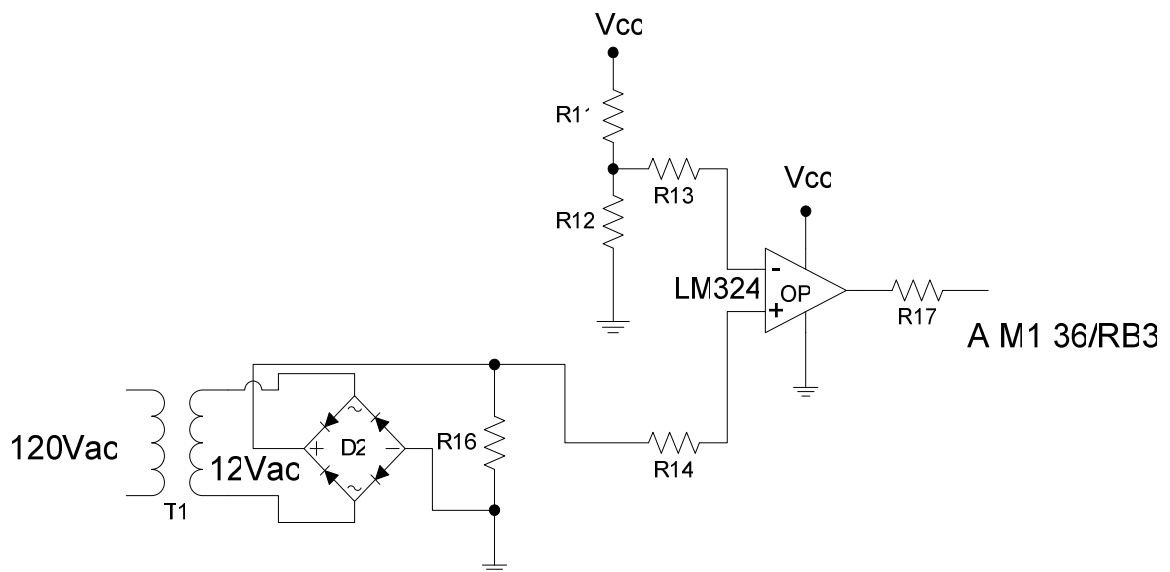 Vcc
R11
R13
R12
Vcc
LM324
-
OP
+
R17
A M1 36/RB3
120Vac
T1
12Vac
~
+
D2
-
~
R16
R14